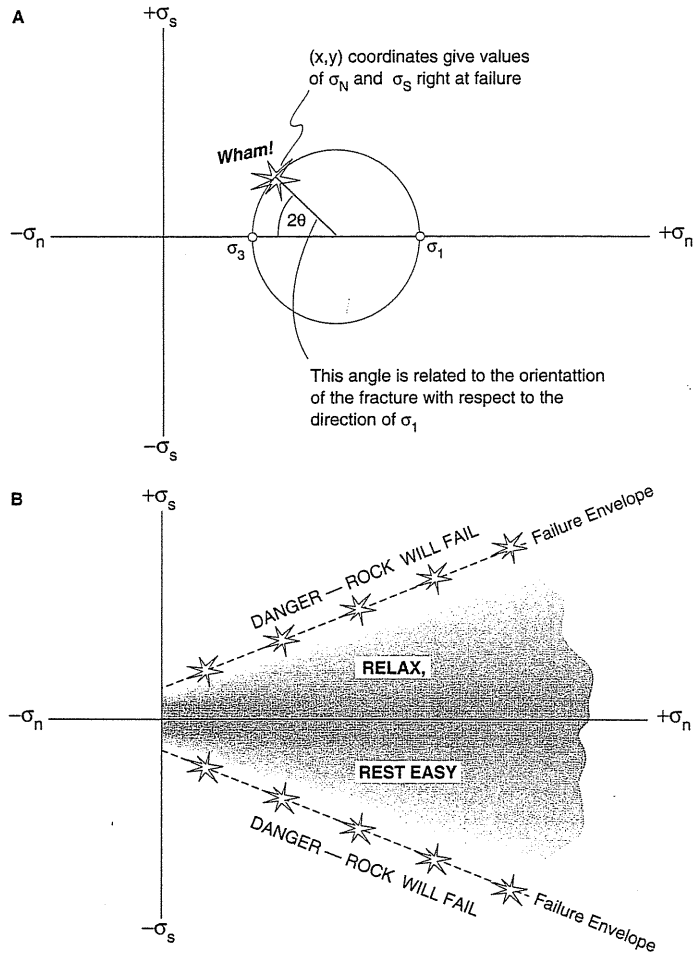 A
+σs
(x,y) coordinates give values
of σN and σS right at failure
Wham!
2θ
−σn
+σn
σ3
σ1
This angle is related to the orientattion
of the fracture with respect to the
direction of σ1
−σs
B
+σs
Failure Envelope
DANGER — ROCK WILL FAIL
RELAX,
−σn
+σn
REST EASY
DANGER — ROCK WILL FAIL
Failure Envelope
−σs